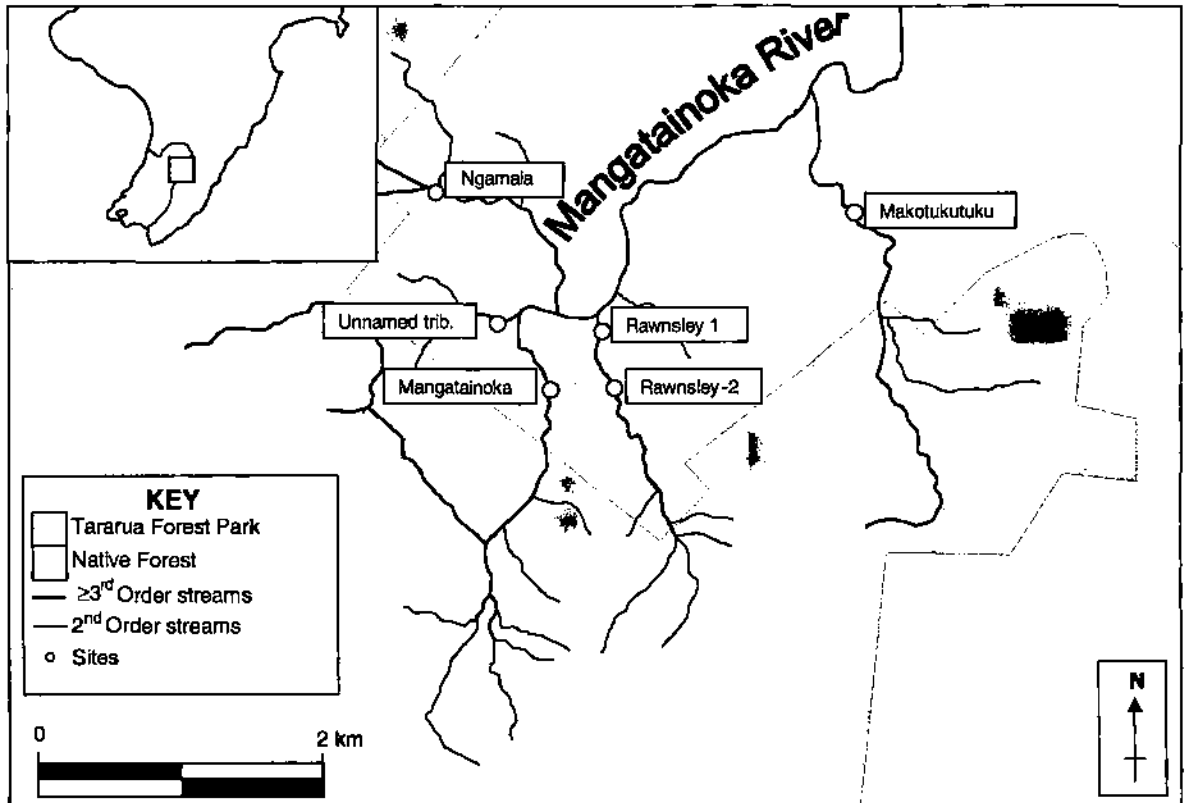 Mangatainoka River
Ngamaia
Makotukutuku
Unnamed trib.
Rawnsley 1
Mangatainoka
Rawnsley-2
KEY
Tararua Forest Park
Native Forest
≥3rd Order streams
2nd Order streams
Sites
0
2 km
N